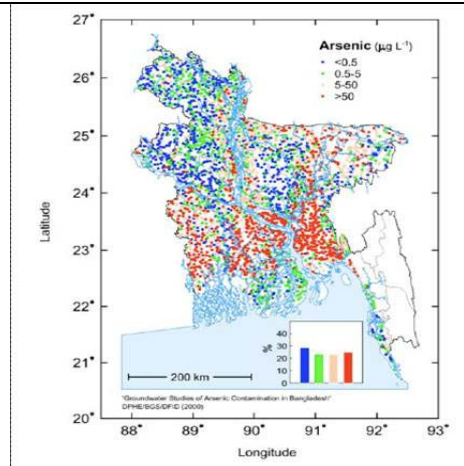 Arsenic (µg L⁻¹)
<0.5
0.5-5
5-50
>50
27˚
26˚
25˚
24˚
23˚
22˚
21˚
20˚
Latitude
%
40
30
20
10
0
200 km
'Groundwater Studies of Arsenic Contamination in Bangladesh'
DPHE/BGS/DFID (2000)
88˚ 89˚ 90˚ 91˚ 92˚ 93˚
Longitude